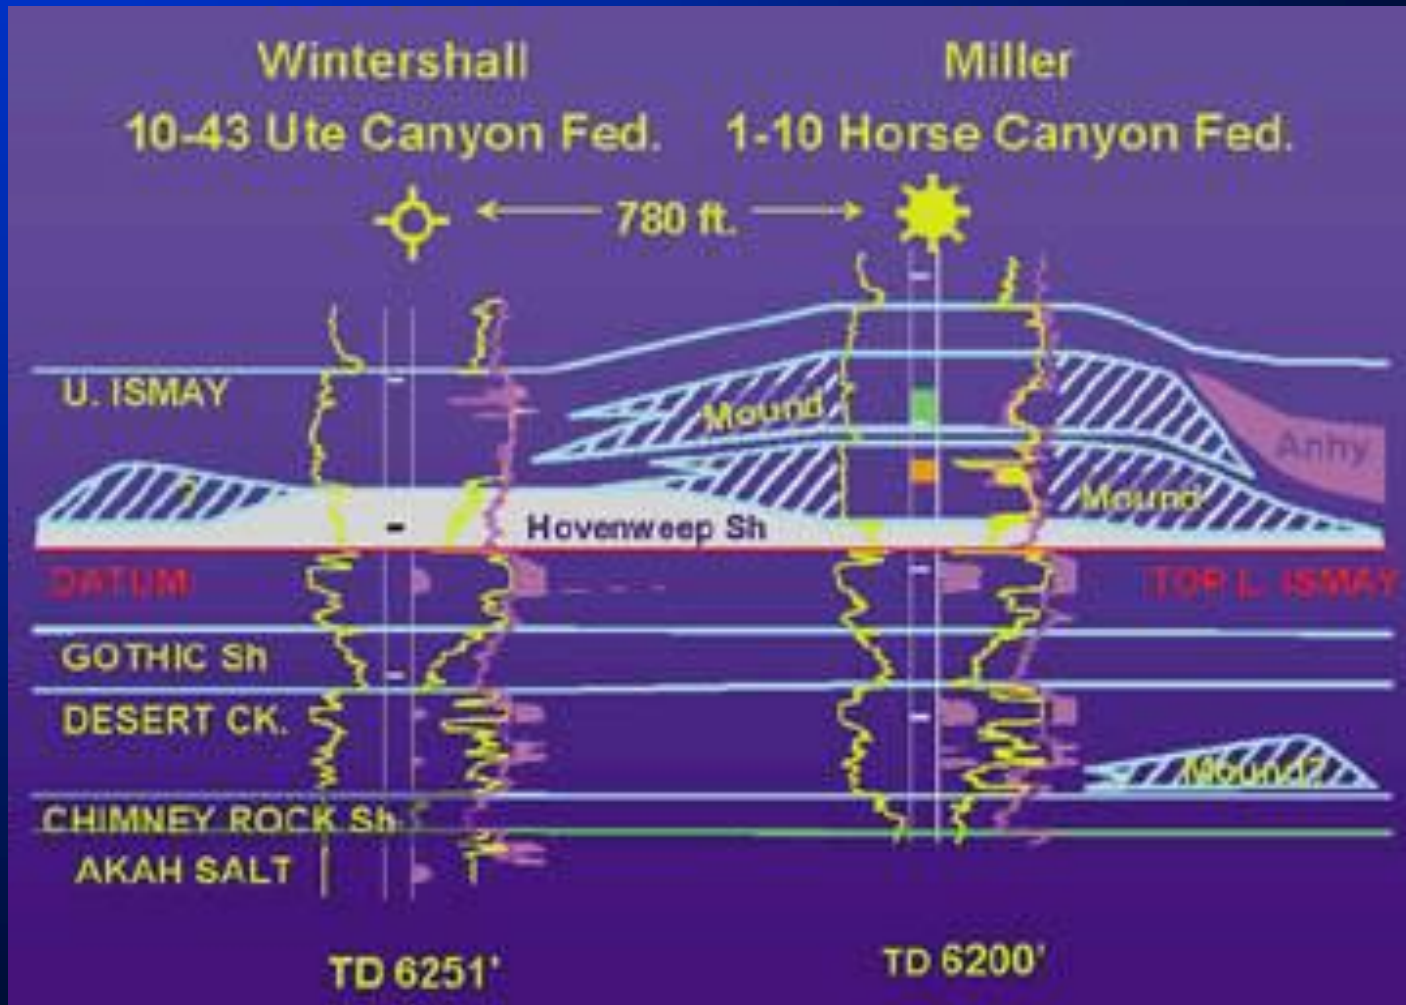 Wintershall
10-43 Ute Canyon Fed.
Miller
1-10 Horse Canyon Fed.
780 ft.
U. ISMAY
Mound
Anhy
?
Mound
Hovenweep Sh
DATUM
TOP L. ISMAY
GOTHIC Sh
DESERT CK.
Mound?
CHIMNEY ROCK Sh
AKAH SALT
TD 6251'
TD 6200'